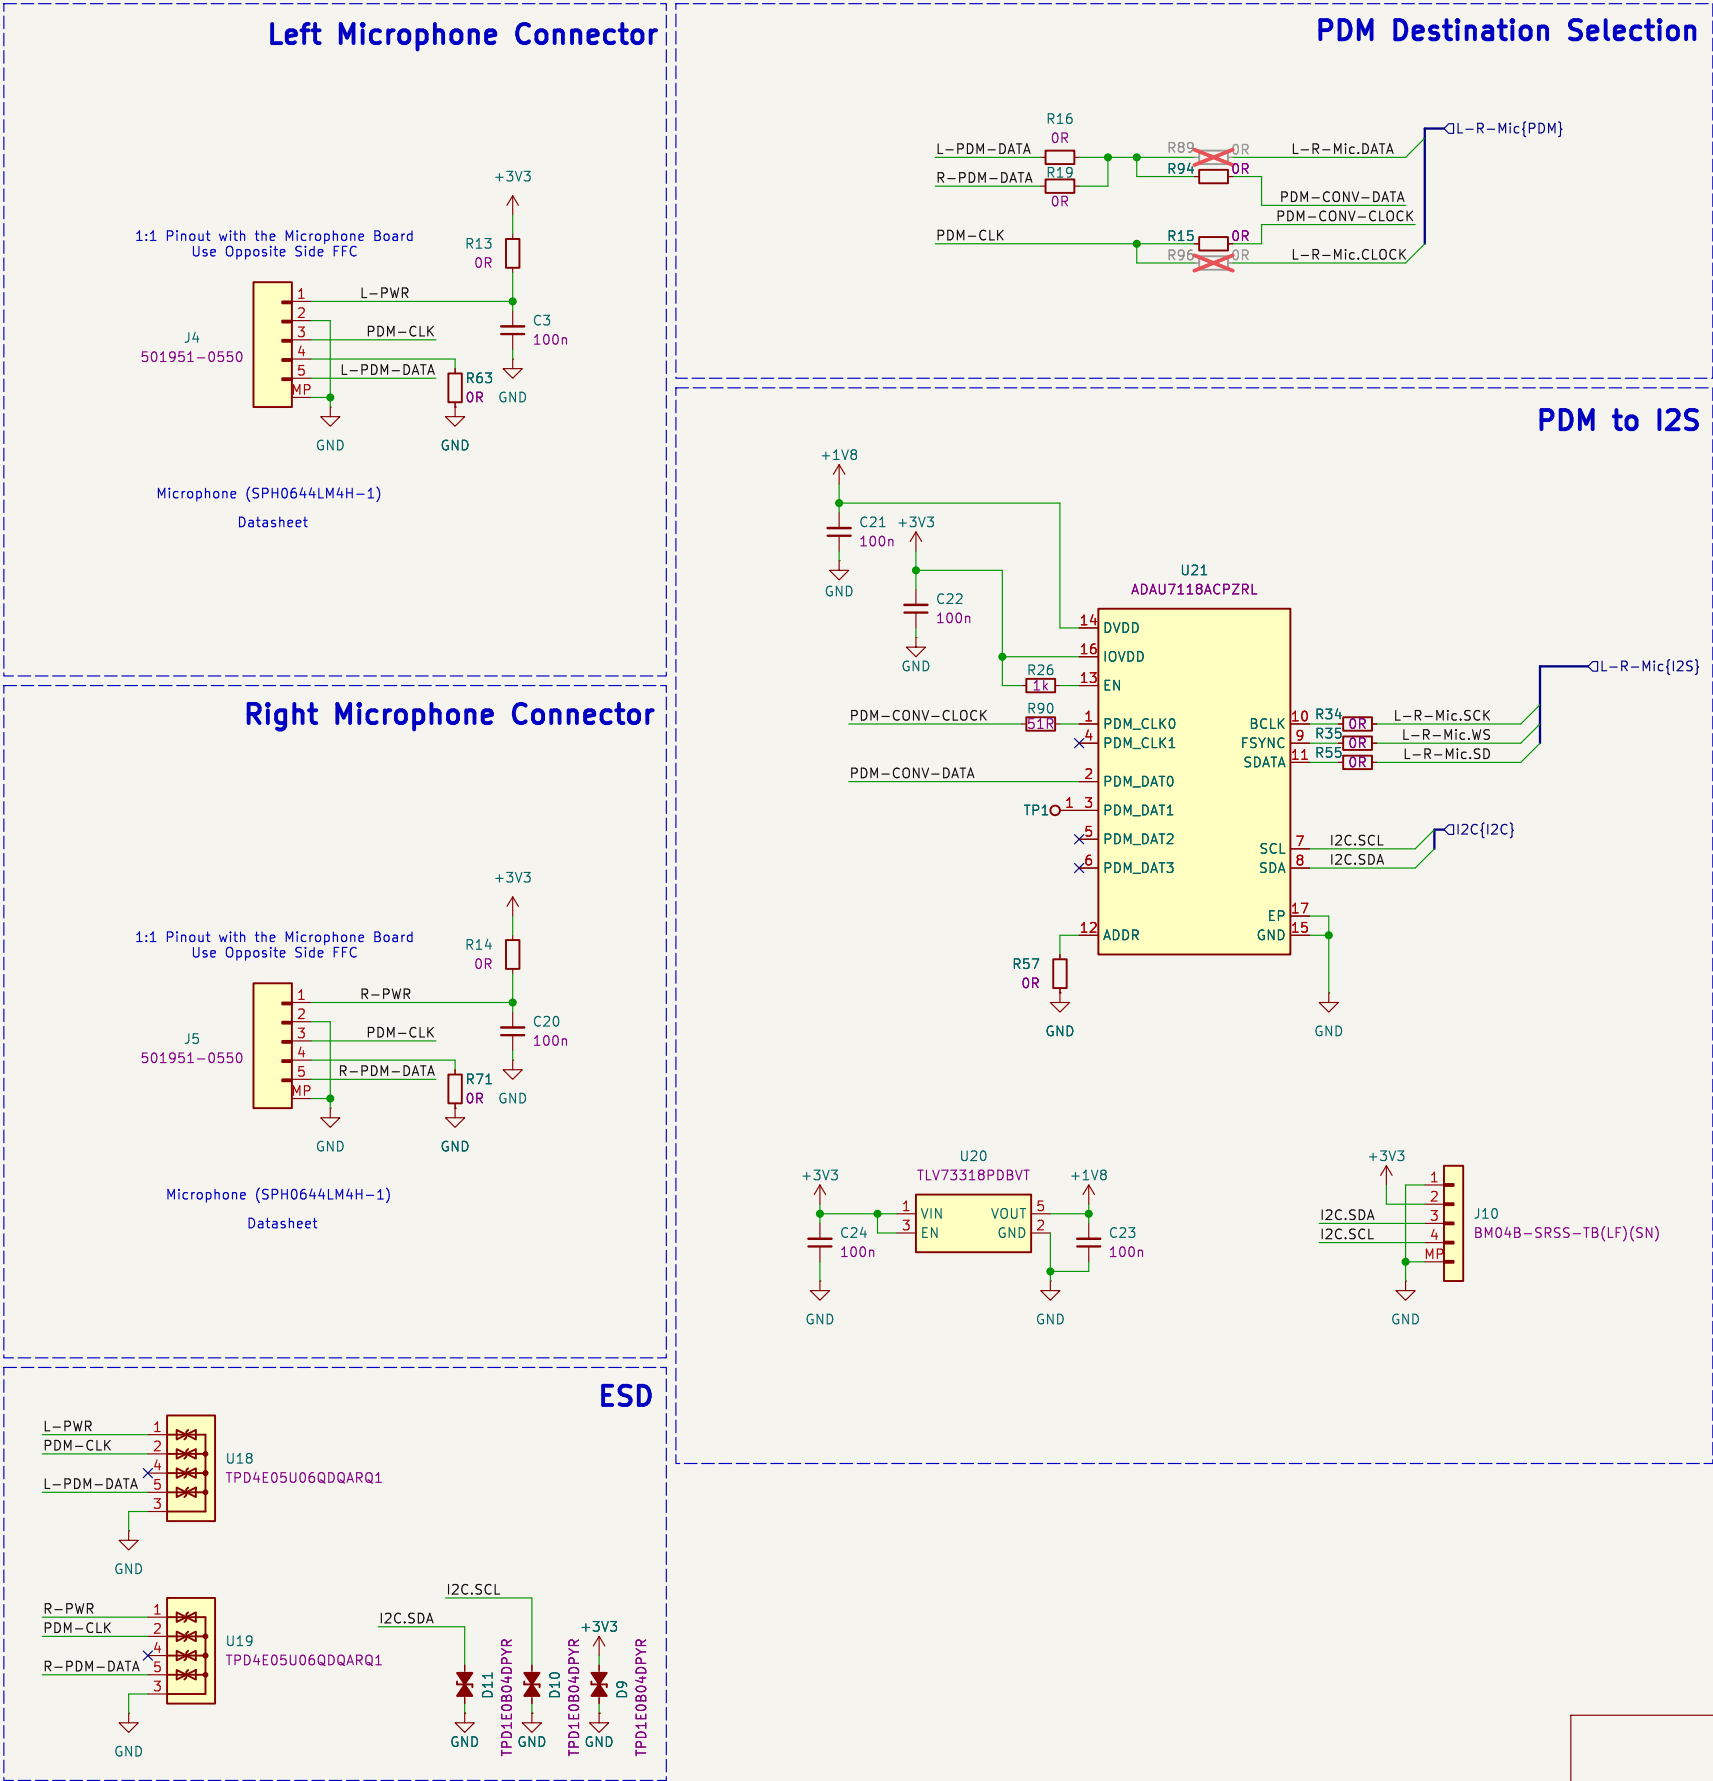 Left Microphone Connector
+3V3
1:1 Pinout with the Microphone Board
Use Opposite Side FFC
R13
0R
J4
501951-0550
1
2
3
4
5
MP
L-PWR
PDM-CLK
L-PDM-DATA
C3
100n
R63
0R
GND
GND
GND
Microphone (SPH0644LM4H-1)
Datasheet
PDM Destination Selection
R16
0R
L-PDM-DATA
R-PDM-DATA
R19
0R
R89
0R
R94
0R
L-R-Mic.DATA
L-R-Mic{PDM}
PDM-CONV-DATA
PDM-CONV-CLOCK
PDM-CLK
R15
0R
R96
0R
L-R-Mic.CLOCK
PDM to I2S
+1V8
C21
100n
GND
+3V3
C22
100n
GND
U21
ADAU7118ACPZRL
14
DVDD
16
IOVDD
R26
1k
13
EN
PDM-CONV-CLOCK
R90
51R
1
PDM_CLK0
4
PDM_CLK1
PDM-CONV-DATA
2
PDM_DAT0
TP1
1
3
PDM_DAT1
5
PDM_DAT2
6
PDM_DAT3
12
ADDR
R57
0R
GND
BCLK
10
R34
0R
L-R-Mic.SCK
FSYNC
9
R35
0R
L-R-Mic.WS
SDATA
11
R55
0R
L-R-Mic.SD
L-R-Mic{I2S}
SCL
7
I2C.SCL
SDA
8
I2C.SDA
I2C{I2C}
EP
17
GND
15
GND
Right Microphone Connector
+3V3
1:1 Pinout with the Microphone Board
Use Opposite Side FFC
R14
0R
J5
501951-0550
1
2
3
4
5
MP
R-PWR
PDM-CLK
R-PDM-DATA
C20
100n
R71
0R
GND
GND
GND
Microphone (SPH0644LM4H-1)
Datasheet
+3V3
C24
100n
GND
U20
TLV73318PDBVT
1
VIN
3
EN
VOUT
5
GND
2
+1V8
C23
100n
GND
+3V3
I2C.SDA
I2C.SCL
1
2
3
4
MP
J10
BM04B-SRSS-TB(LF)(SN)
GND
ESD
L-PWR
PDM-CLK
L-PDM-DATA
1
2
4
5
3
U18
TPD4E05U06QDQARQ1
GND
R-PWR
PDM-CLK
R-PDM-DATA
1
2
4
5
3
U19
TPD4E05U06QDQARQ1
GND
I2C.SCL
I2C.SDA
+3V3
D11
TPD1E0B04DPYR
D10
TPD1E0B04DPYR
D9
TPD1E0B04DPYR
GND
GND
GND